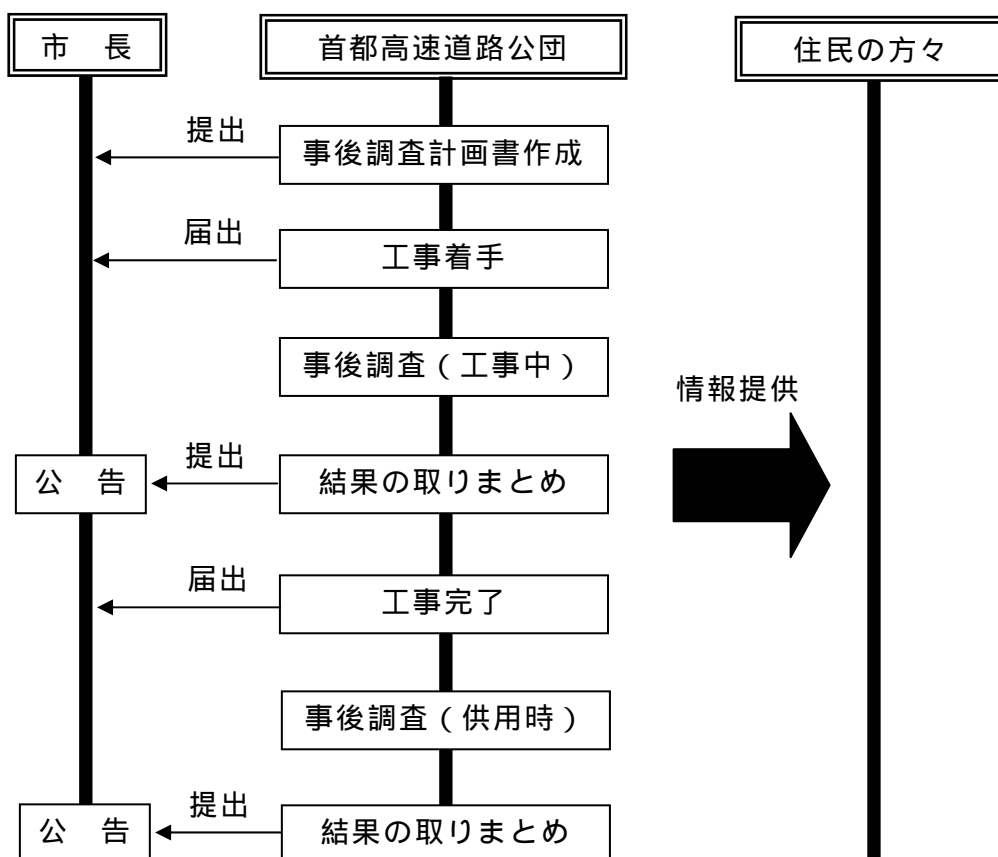 市　長
首都高速道路公団
住民の方々
提出
事後調査計画書作成
届出
工事着手
事後調査（工事中）
情報提供
公　告
提出
結果の取りまとめ
届出
工事完了
事後調査（供用時）
公　告
提出
結果の取りまとめ